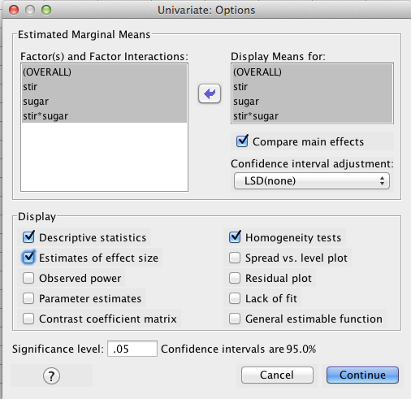 Univariate: Options
Estimated Marginal Means
Factor(s) and Factor Interactions:
(OVERALL)
stir
sugar
stir*sugar
Display Means for:
(OVERALL)
stir
sugar
stir*sugar
Compare main effects
Confidence interval adjustment:
LSD(none)
Display
Descriptive statistics
Homogeneity tests
Estimates of effect size
Spread vs. level plot
Observed power
Residual plot
Parameter estimates
Lack of fit
Contrast coefficient matrix
General estimable function
Significance level: .05 Confidence intervals are 95.0%
? Cancel Continue